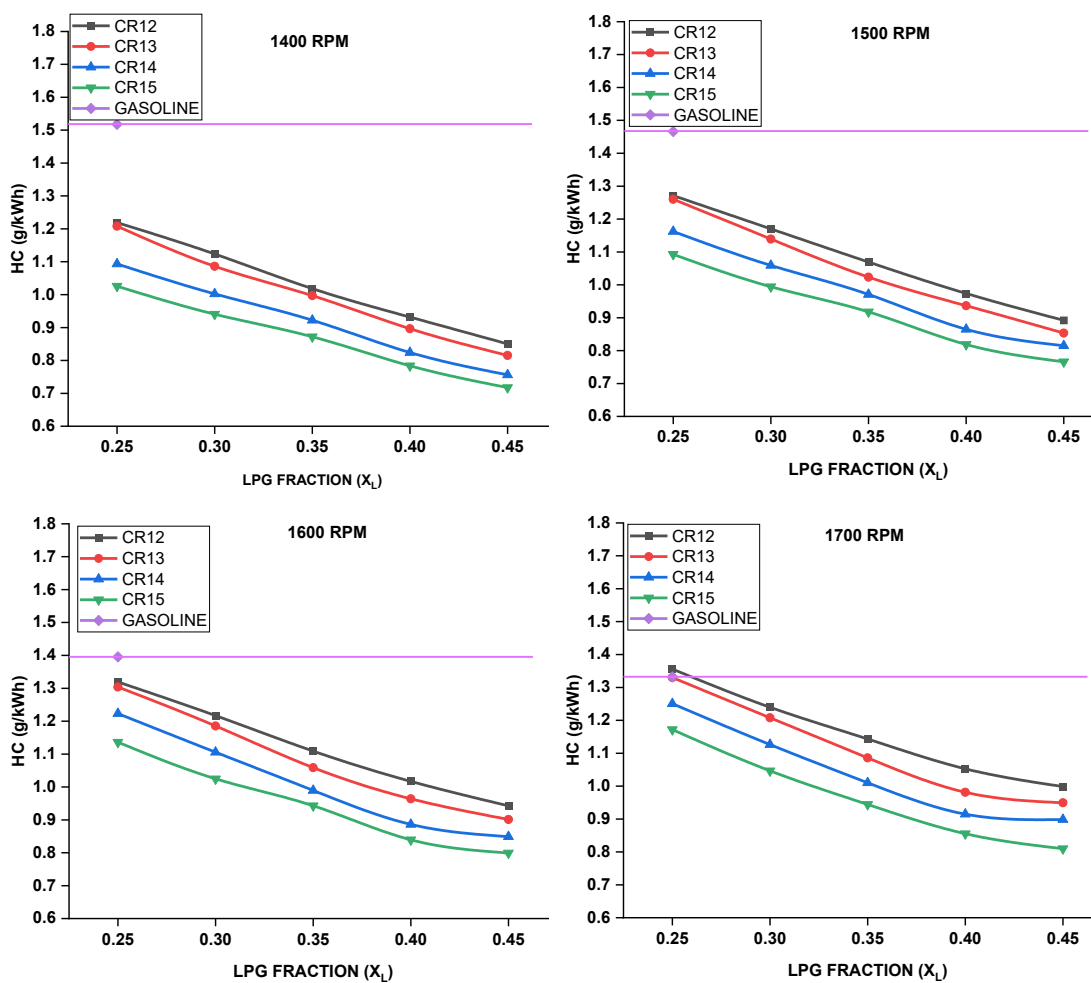 CR12
CR13
CR14
CR15
GASOLINE
1400 RPM
1.8
1.7
1.6
1.5
1.4
1.3
1.2
1.1
1.0
0.9
0.8
0.7
0.6
HC (g/kWh)
0.25 0.30 0.35 0.40 0.45
LPG FRACTION (X_L)
CR12
CR13
CR14
CR15
GASOLINE
1500 RPM
1.8
1.7
1.6
1.5
1.4
1.3
1.2
1.1
1.0
0.9
0.8
0.7
0.6
HC (g/kWh)
0.25 0.30 0.35 0.40 0.45
LPG FRACTION (X_L)
CR12
CR13
CR14
CR15
GASOLINE
1600 RPM
1.8
1.7
1.6
1.5
1.4
1.3
1.2
1.1
1.0
0.9
0.8
0.7
0.6
HC (g/kWh)
0.25 0.30 0.35 0.40 0.45
LPG FRACTION (X_L)
CR12
CR13
CR14
CR15
GASOLINE
1700 RPM
1.8
1.7
1.6
1.5
1.4
1.3
1.2
1.1
1.0
0.9
0.8
0.7
0.6
HC (g/kWh)
0.25 0.30 0.35 0.40 0.45
LPG FRACTION (X_L)